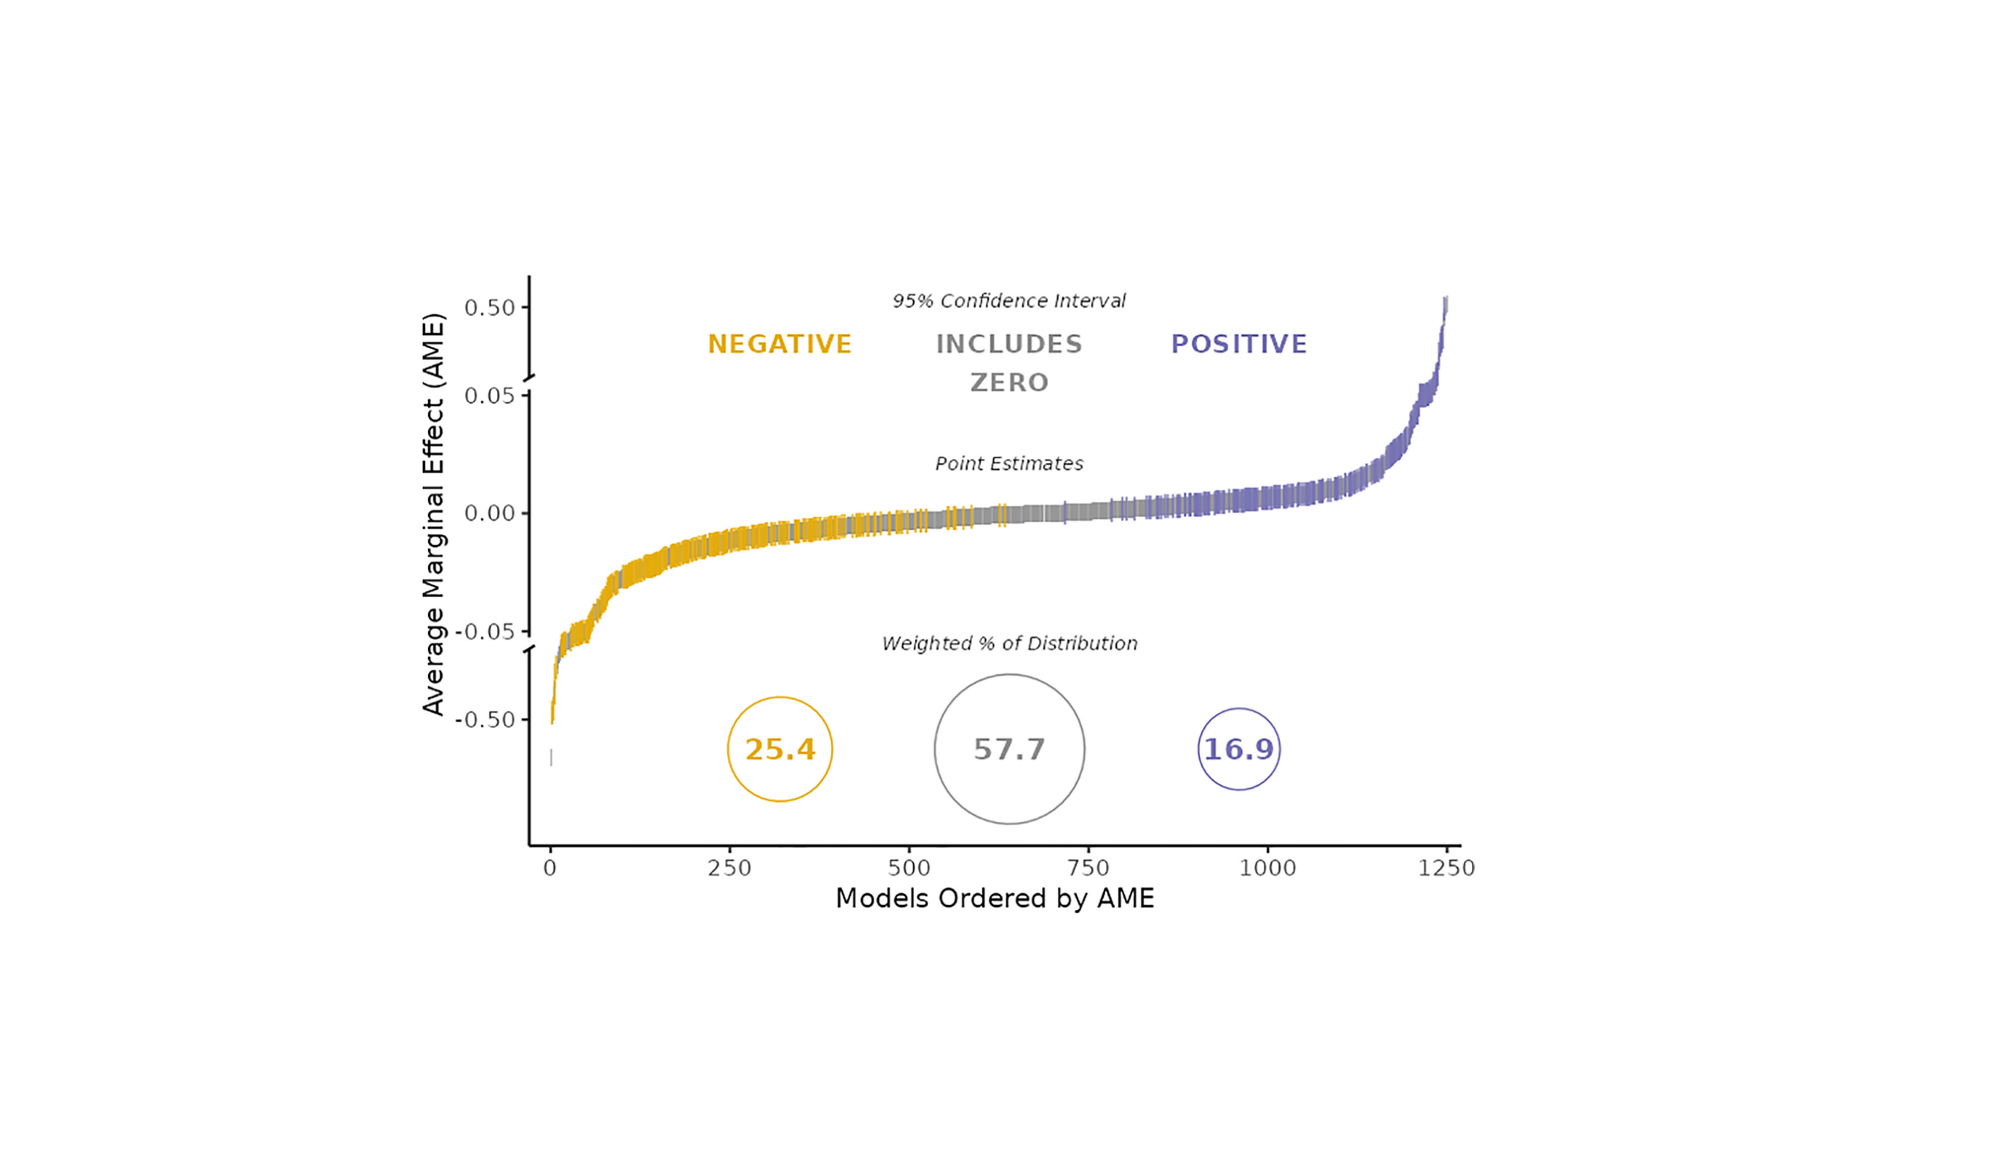 95% Confidence Interval
NEGATIVE
INCLUDES
ZERO
POSITIVE
Point Estimates
Weighted % of Distribution
25.4
57.7
16.9
Average Marginal Effect (AME)
0.50
0.05
0.00
-0.05
-0.50
0
250
500
750
1000
1250
Models Ordered by AME